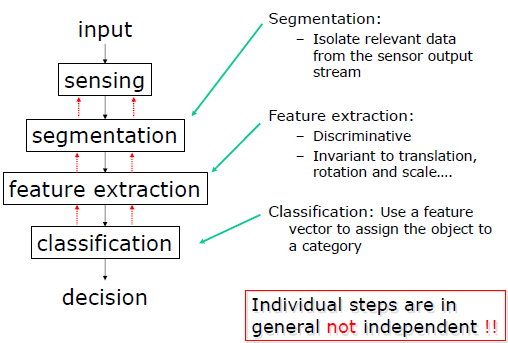 input
sensing
segmentation
feature extraction
classification
decision
Segmentation:
– Isolate relevant data
from the sensor output
stream
Feature extraction:
– Discriminative
– Invariant to translation,
rotation and scale....
Classification: Use a feature
vector to assign the object to
a category
Individual steps are in
general not independent !!